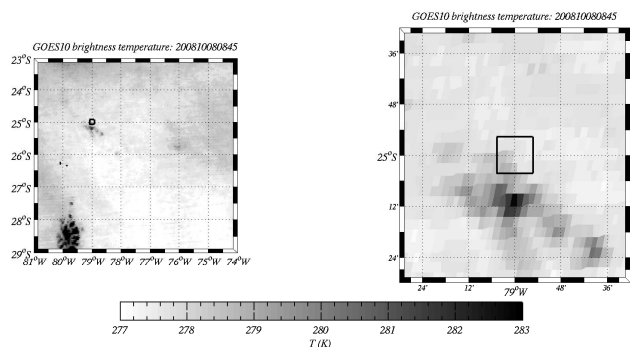 GOES10 brightness temperature: 200810080845
23°S
24°S
25°S
26°S
27°S
28°S
29°S
81°W 80°W 79°W 78°W 77°W 76°W 75°W 74°W
GOES10 brightness temperature: 200810080845
36'
48'
25°S
12'
24'
24' 12' 79°W 48' 36'
277 278 279 280 281 282 283
T (K)